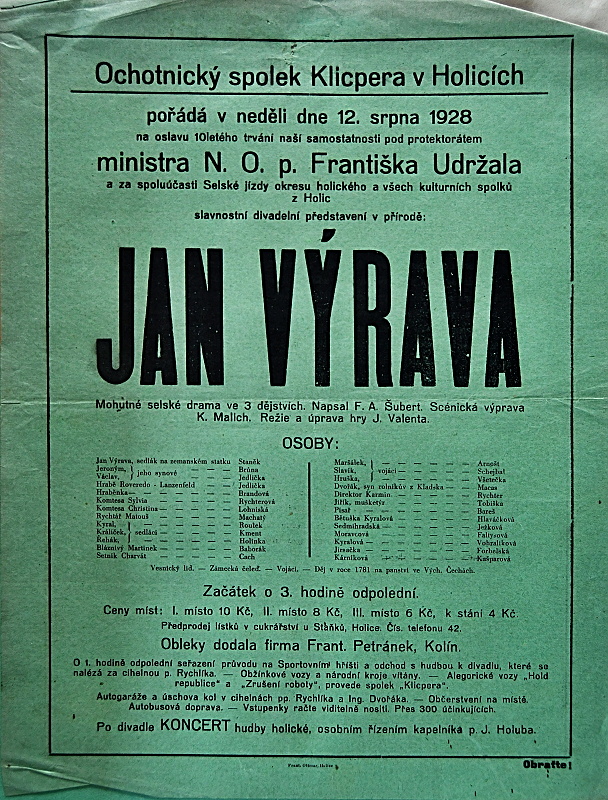 Ochotnický spolek Klicpera v Holicích
pořádá v neděli dne 12. srpna 1928
na oslavu 10letého trvání naší samostatnosti pod protektorátem
ministra N. O. p. Františka Udržala
a za spoluúčasti Selské jízdy okresu holického a všech kulturních spolků
z Holic
slavnostní divadelní představení v přírodě:
JAN VÝRAVA
Mohutné selské drama ve 3 dějstvích. Napsal F. A. Šubert. Scénická výprava
K. Malich. Režie a úprava hry J. Valenta.
OSOBY:
Jan Výrava, sedlák na zemanském statku Staněk
Jeroným, } jeho synové — — — Brůna
Václav, Jedlička
Hrabě Roveredo - Lanzenfeld — — Jedlička
Hraběnka — — — — — Brandová
Komtesa Sylvia — — — — Rychterová
Komtesa Christina — — — — Lohniská
Rychtář Matouš — — — — Machatý
Kyral, } — — — — Roulek
Králíček, } sedláci — — — — Kment
Řehák, — — — — Holinka
Bláznivý Martínek — — — — Baborák
Setník Charvát — — — — Cach
Maršálek, } — — — — Arnošt
Slavík, } vojáci — — — — Schejbal
Hruška, — — — — Všetečka
Dvořák, syn rolníkův z Kladska — — Macas
Direktor Karmin — — — — Rychter
Jiřík, mušketýr — — — — Tobiška
Písař — — — — Bureš
Bětuška Kyralová — — — — Hlaváčková
Sedmihradská — — — — Ježková
Moravcová — — — — Faltysová
Kyralová — — — — Vohralíková
Jirsačka — — — — Forbelská
Kárníková — — — — Kašparová
Vesnický lid. — Zámecká čeleď. — Vojáci. — Děj v roce 1781 na panství ve Vých. Čechách.
Začátek o 3. hodině odpolední.
Ceny míst: I. místo 10 Kč, II. místo 8 Kč, III. místo 6 Kč, k stání 4 Kč.
Předprodej lístků v cukrářství u Staňků, Holice. Čís. telefonu 42.
Obleky dodala firma Frant. Petránek, Kolín.
O 1. hodině odpolední seřazení průvodu na Sportovním hřišti a odchod s hudbou k divadlu, které se
nalézá za cihelnou p. Rychlíka. — Obžínkové vozy a národní kroje vítány. — Alegorické vozy „Hold
republice" a „Zrušení roboty", provede spolek „Klicpera".
Autogaráže a úschova kol v cihelnách pp. Rychlíka a Ing. Dvořáka. — Občerstvení na místě.
Autobusová doprava. — Vstupenky račte viditelně nositi. Přes 300 účinkujících.
Po divadle KONCERT hudby holické, osobním řízením kapelníka p. J. Holuba.
Obraťte!